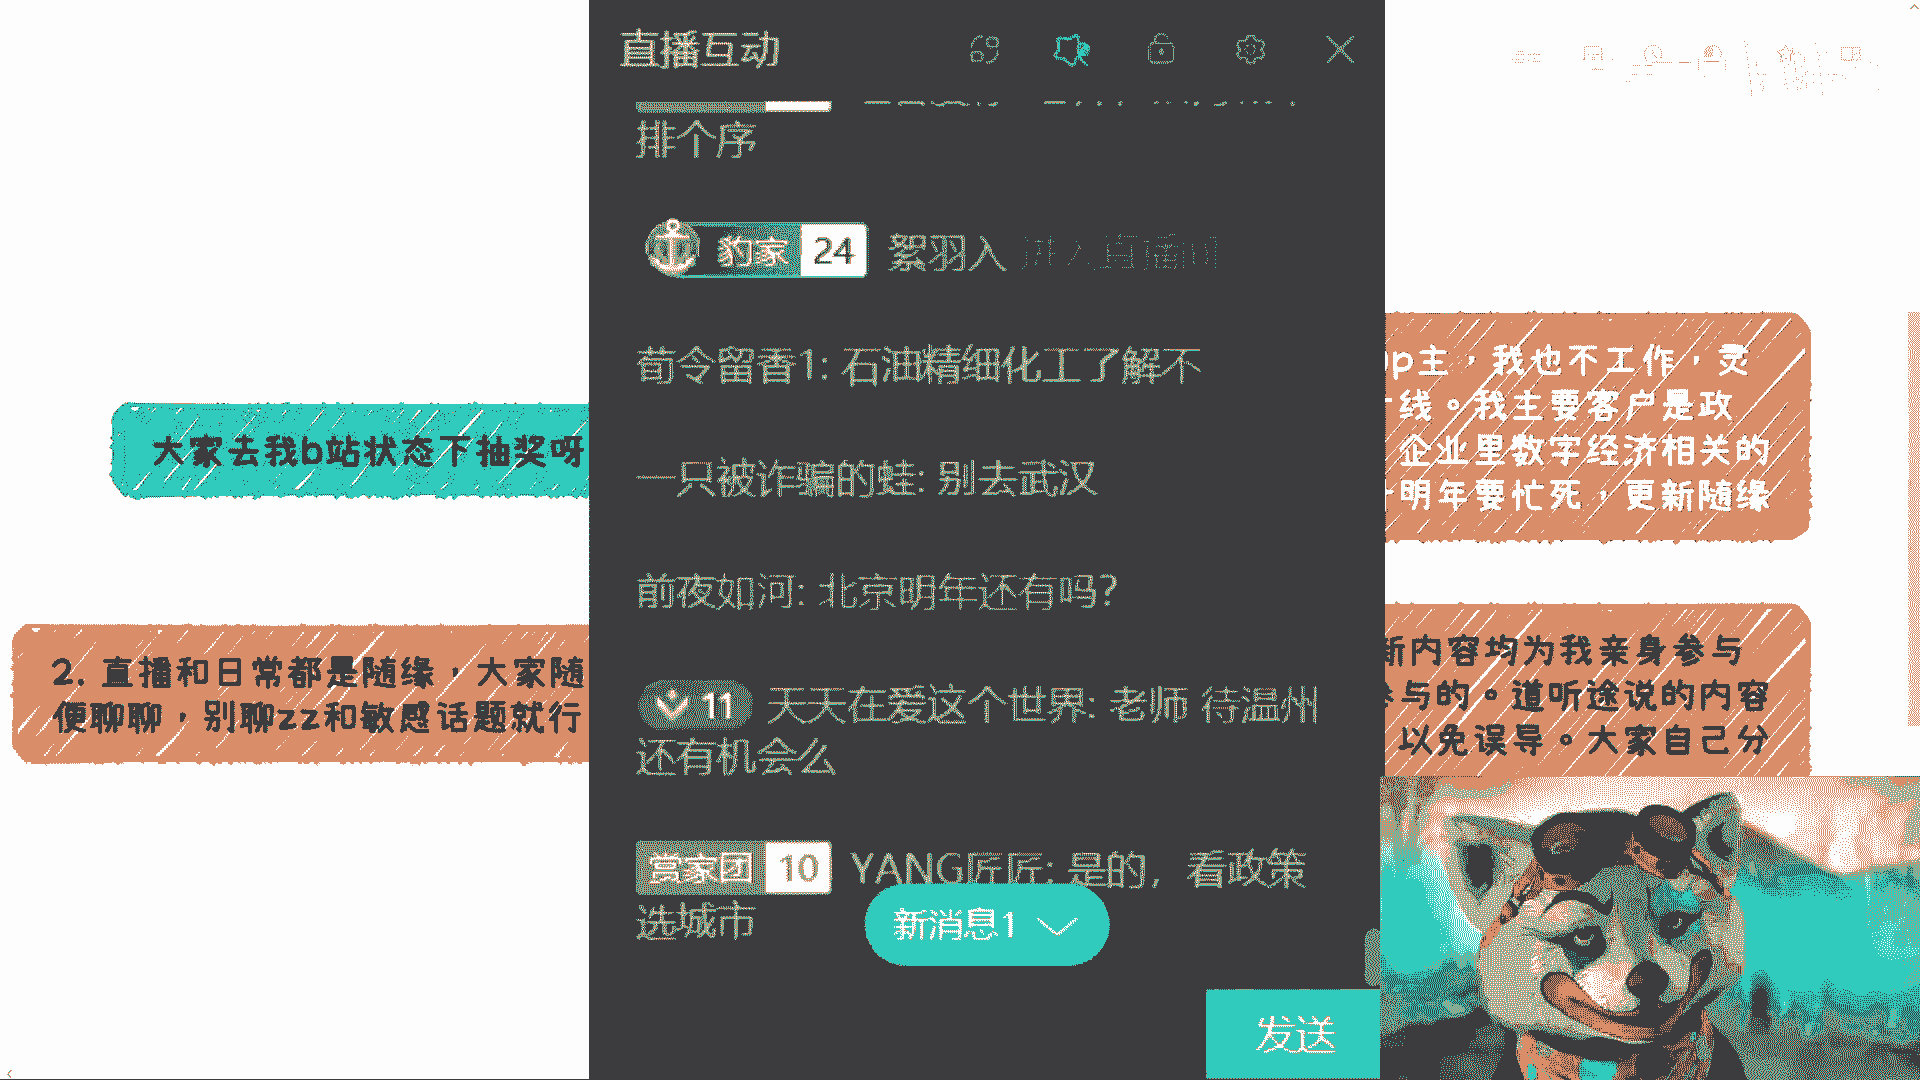 直播互动
排个序
豹家 24 絮羽入 进入直播间
荀令留香1: 石油精细化工了解不
一只被诈骗的蛙: 别去武汉
前夜如河: 北京明年还有吗?
11 天天在爱这个世界: 老师 待温州
还有机会么
10 YANG匠匠: 是的, 看政策
选城市
新消息1
发送
大家去我b站状态下抽奖呀
2. 直播和日常都是随缘，大家随
便聊聊，别聊zz和敏感话题就行
up主，我也不工作，灵
线。我主要客户是政
企业里数字经济相关的
明年要忙死，更新随缘
新内容均为我亲身参与
参与的。道听途说的内容
以免误导。大家自己分